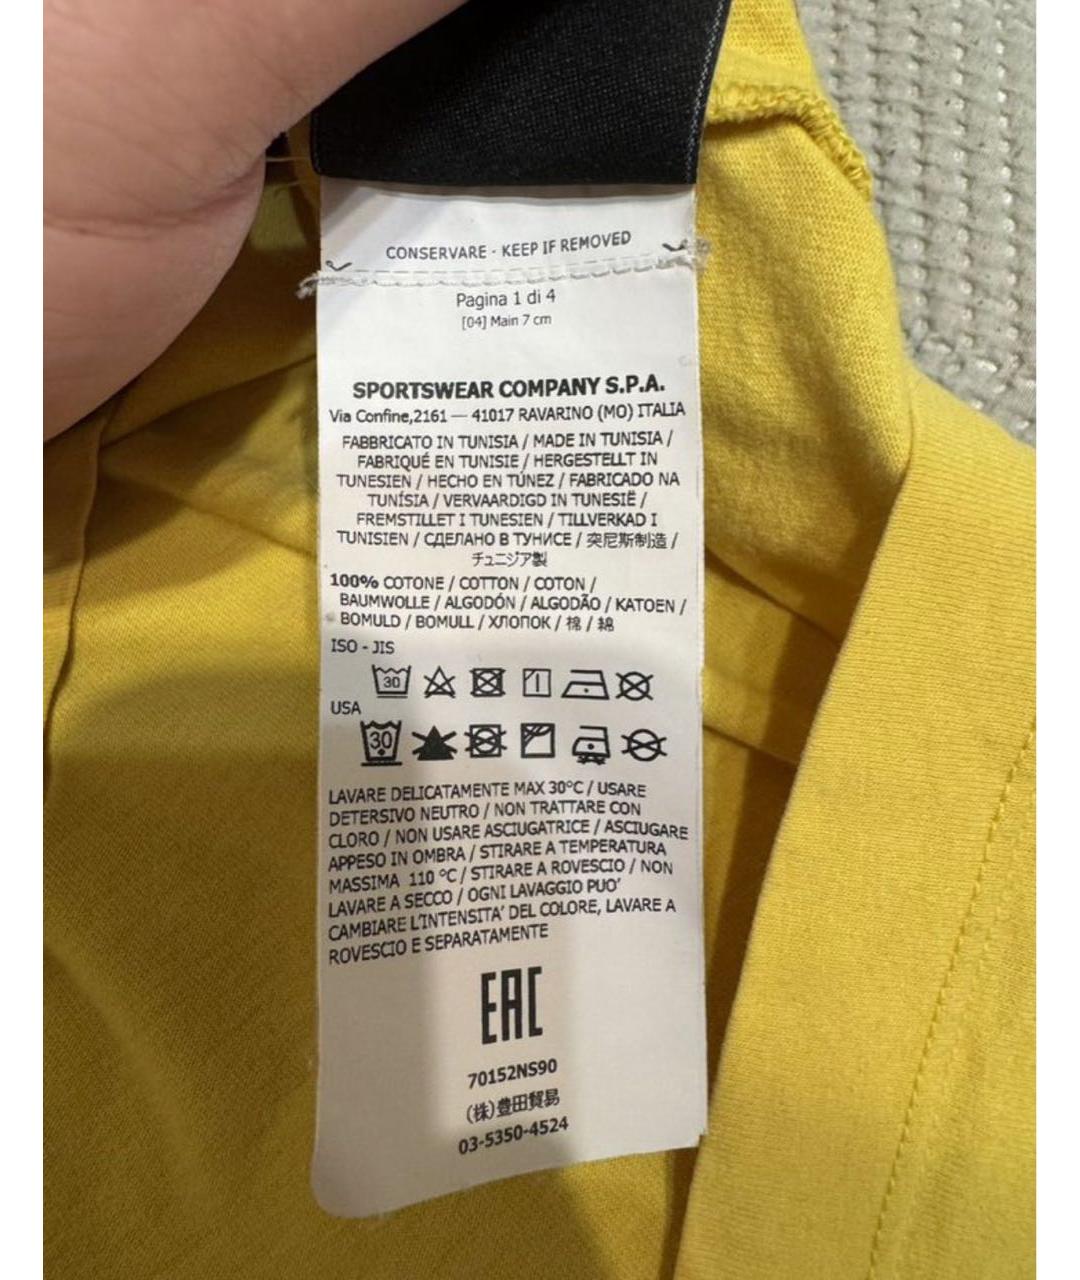 CONSERVARE - KEEP IF REMOVED
Pagina 1 di 4
[04] Main 7 cm
SPORTSWEAR COMPANY S.P.A.
Via Confine,2161 — 41017 RAVARINO (MO) ITALIA
FABBRICATO IN TUNISIA / MADE IN TUNISIA /
FABRIQUÉ EN TUNISIE / HERGESTELLT IN
TUNESIEN / HECHO EN TÚNEZ / FABRICADO NA
TUNÍSIA / VERVAARDIGD IN TUNESIË /
FREMSTILLET I TUNESIEN / TILLVERKAD I
TUNISIEN / СДЕЛАНО В ТУНИСЕ / 突尼斯制造 /
チュニジア製
100% COTONE / COTTON / COTON /
BAUMWOLLE / ALGODÓN / ALGODÃO / KATOEN /
BOMULD / BOMULL / ХЛОПОК / 棉 / 綿
ISO - JIS
30
USA
30
LAVARE DELICATAMENTE MAX 30°C / USARE
DETERSIVO NEUTRO / NON TRATTARE CON
CLORO / NON USARE ASCIUGATRICE / ASCIUGARE
APPESO IN OMBRA / STIRARE A TEMPERATURA
MASSIMA 110 °C / STIRARE A ROVESCIO / NON
LAVARE A SECCO / OGNI LAVAGGIO PUO'
CAMBIARE L'INTENSITA' DEL COLORE, LAVARE A
ROVESCIO E SEPARATAMENTE
EAC
70152NS90
(株)豊田貿易
03-5350-4524